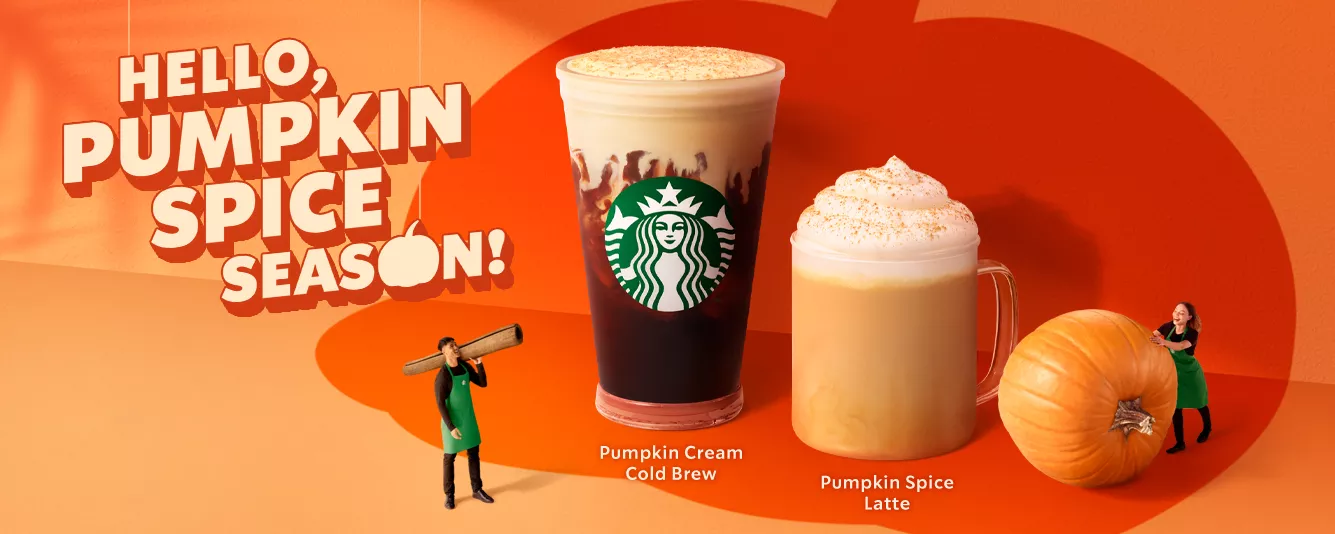 HELLO,
PUMPKIN
SPICE
SEASON!
Pumpkin Cream
Cold Brew
Pumpkin Spice
Latte